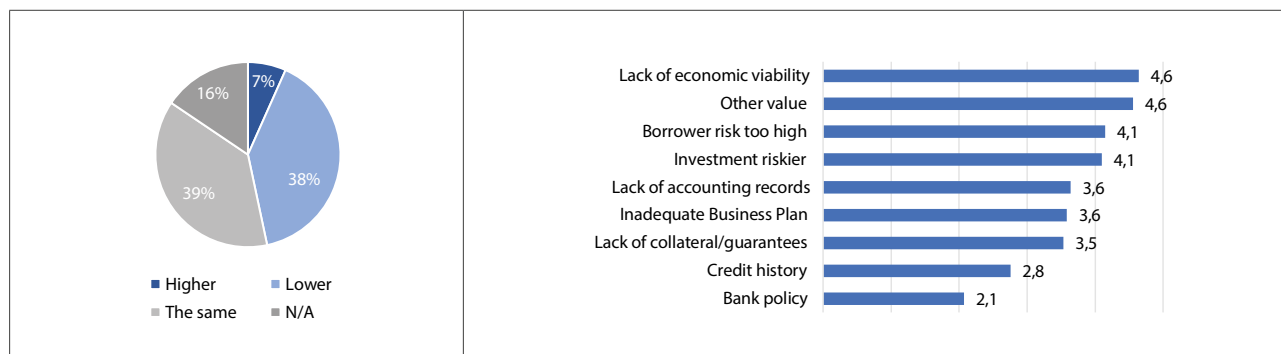 7%
16%
38%
39%
Higher
Lower
The same
N/A
Lack of economic viability 4,6
Other value 4,6
Borrower risk too high 4,1
Investment riskier 4,1
Lack of accounting records 3,6
Inadequate Business Plan 3,6
Lack of collateral/guarantees 3,5
Credit history 2,8
Bank policy 2,1